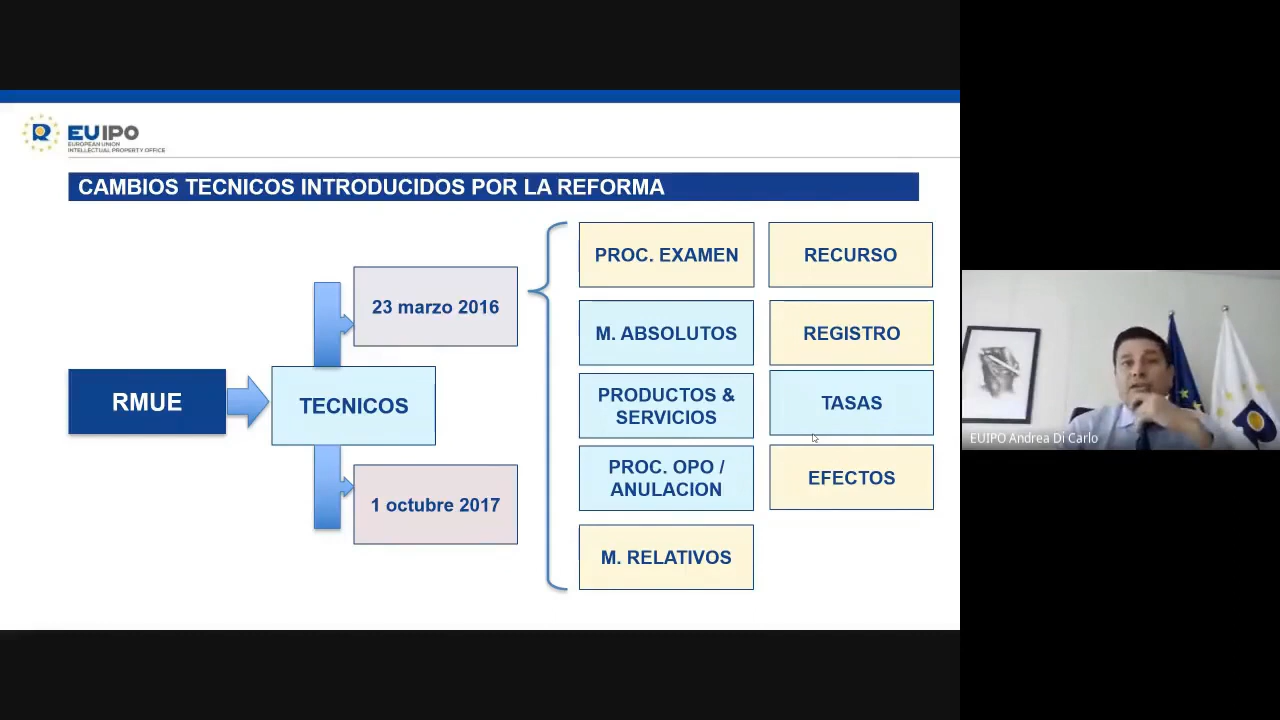 EUIPO
EUROPEAN UNION
INTELLECTUAL PROPERTY OFFICE
CAMBIOS TECNICOS INTRODUCIDOS POR LA REFORMA
RMUE
TECNICOS
23 marzo 2016
1 octubre 2017
PROC. EXAMEN
M. ABSOLUTOS
PRODUCTOS &
SERVICIOS
PROC. OPO /
ANULACION
M. RELATIVOS
RECURSO
REGISTRO
TASAS
EFECTOS
EUIPO Andrea Di Carlo